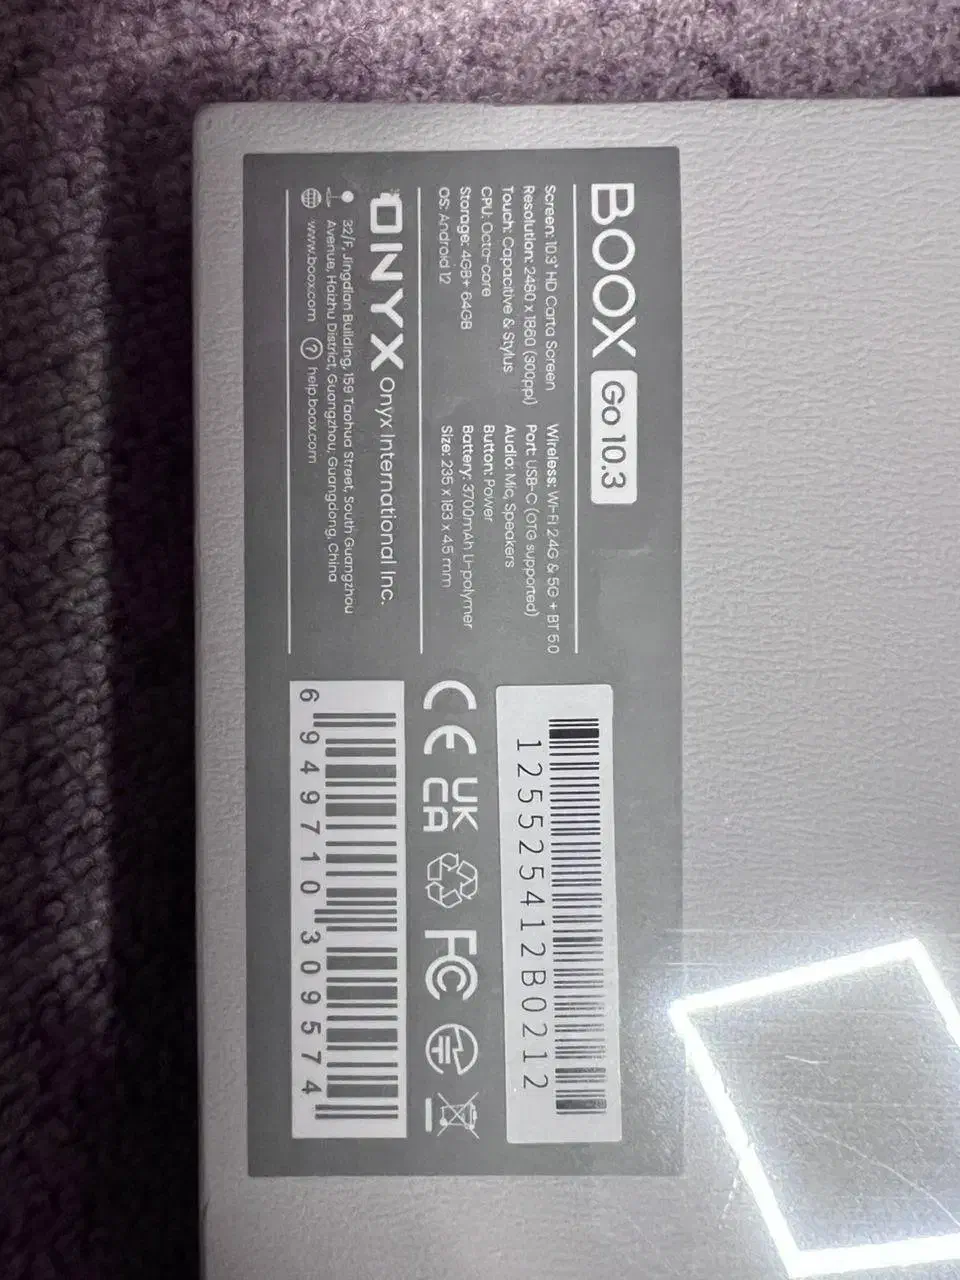 BOOX Go 10.3
Screen: 10.3" HD Carta Screen
Resolution: 2480 x 1860 (300ppi)
Touch: Capacitive & Stylus
CPU: Octa-core
Storage: 4GB+ 64GB
OS: Android 12
Wireless: Wi-Fi 2.4G & 5G + BT 5.0
Port: USB-C (OTG supported)
Audio: Mic, Speakers
Button: Power
Battery: 3700mAh Li-polymer
Size: 235 x 183 x 4.5 mm
ONYX Onyx International Inc.
32/F, Jingdian Building, 159 Taohua Street, South Guangzhou
Avenue, Haizhu District, Guangzhou, Guangdong, China
www.boox.com ? help.boox.com
125525412B0212
CE UK CA FC
6 949710 309574